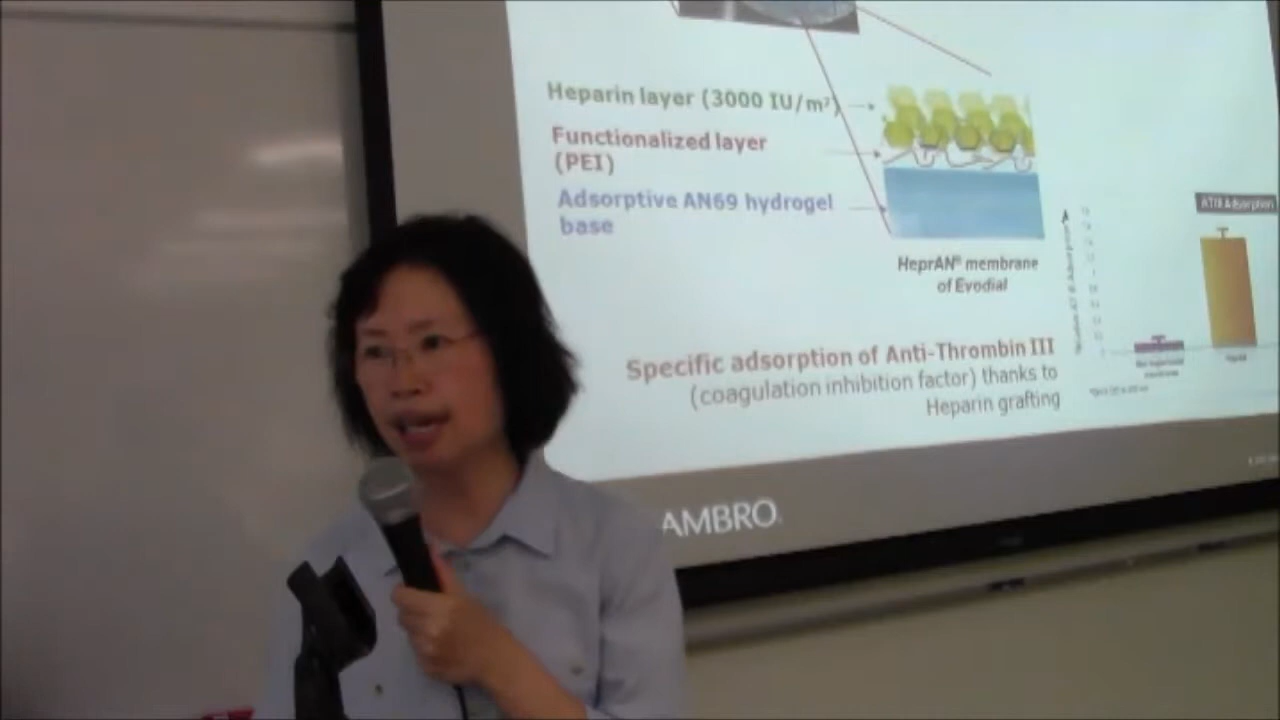 Heparin layer (3000 IU/m²)
Functionalized layer
(PEI)
Adsorptive AN69 hydrogel
base
HeprAN® membrane
of Evodial
ATIII Adsorption
Specific adsorption of Anti-Thrombin III
(coagulation inhibition factor) thanks to
Heparin grafting
AMBRO